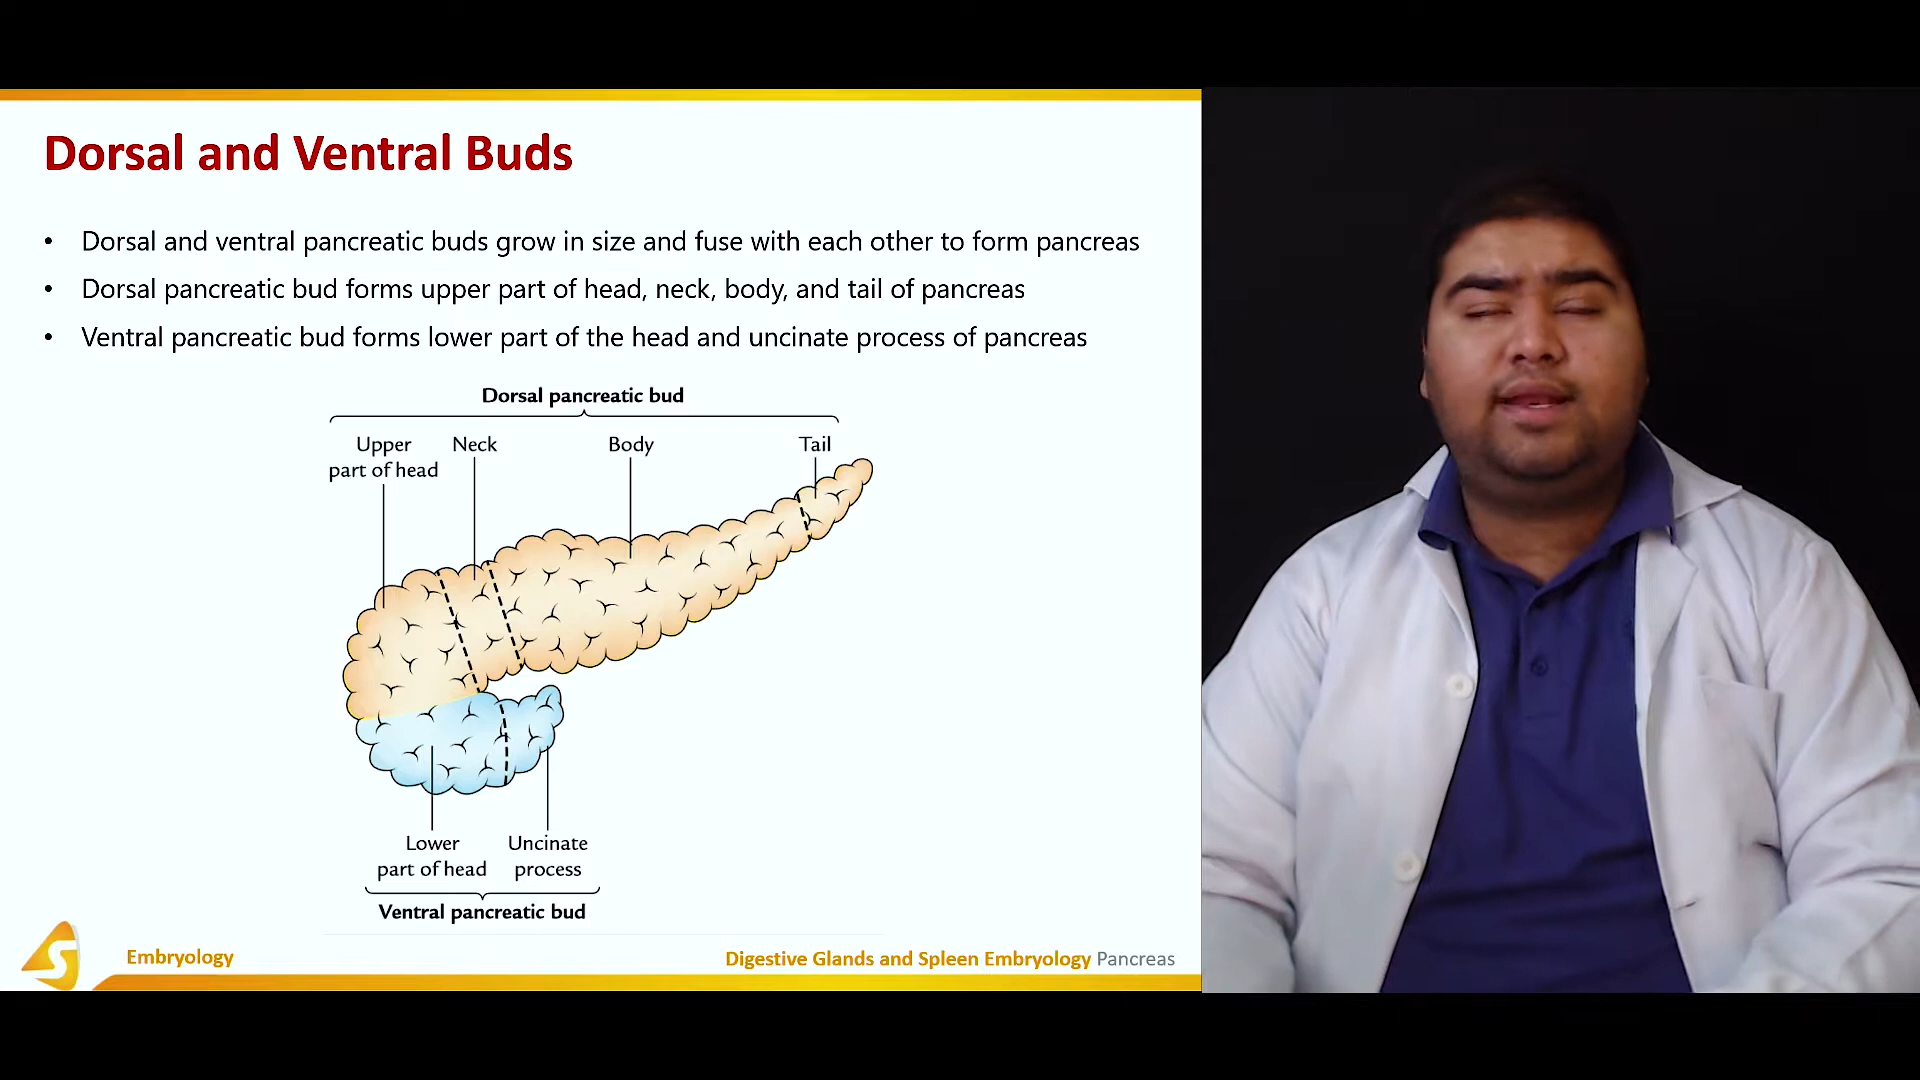 Dorsal and Ventral Buds
• Dorsal and ventral pancreatic buds grow in size and fuse with each other to form pancreas
• Dorsal pancreatic bud forms upper part of head, neck, body, and tail of pancreas
• Ventral pancreatic bud forms lower part of the head and uncinate process of pancreas
Dorsal pancreatic bud
Upper
part of head
Neck
Body
Tail
Lower
part of head
Uncinate
process
Ventral pancreatic bud
S
Embryology
Digestive Glands and Spleen Embryology Pancreas